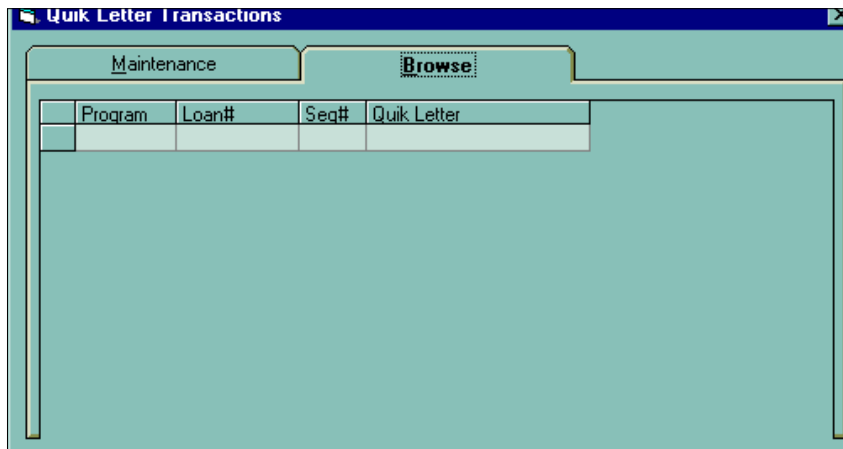 Quik Letter Transactions
Maintenance Browse
Program Loan# Seq# Quik Letter